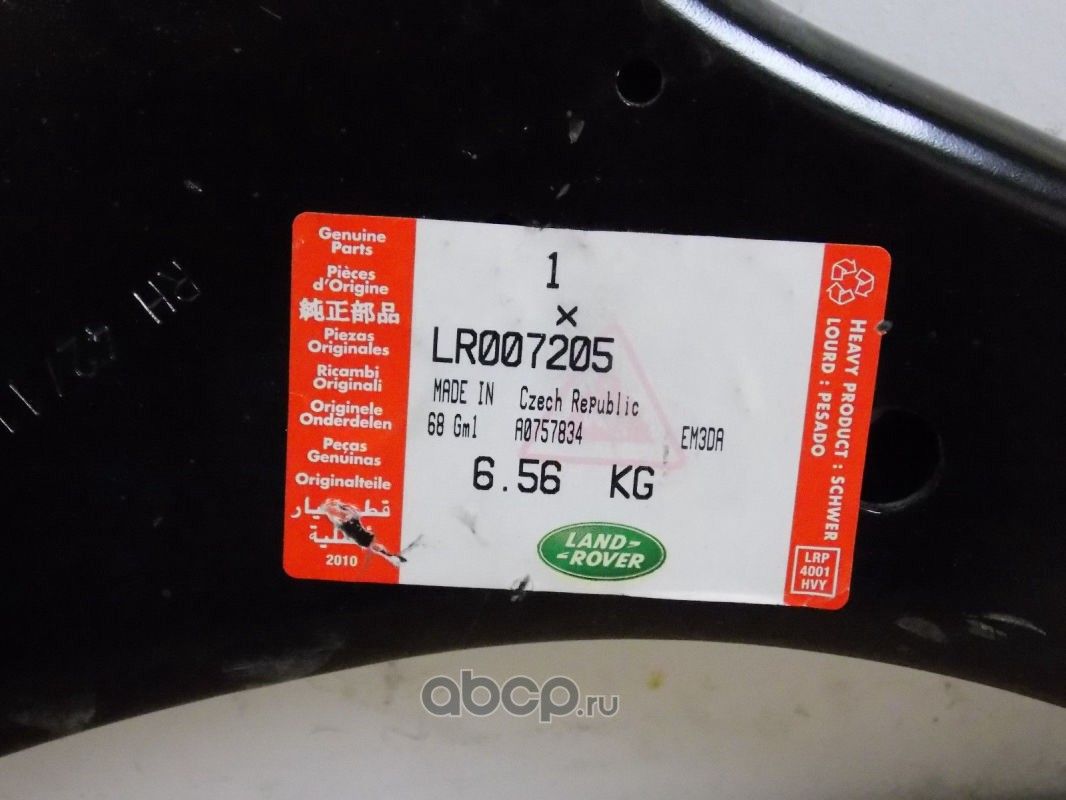 Genuine
Parts
Pièces
d'Origine
純正部品
Piezas
Originales
Ricambi
Originali
Originele
Onderdelen
Peças
Genuinas
Originalteile
2010
1
x
LR007205
MADE IN Czech Republic
68 Gm1 A0757834 EM3DA
6.56 KG
LAND-
-ROVER
HEAVY PRODUCT : SCHWER
LOURD : PESADO
LRP
4001
HVY
RH
abcp.ru